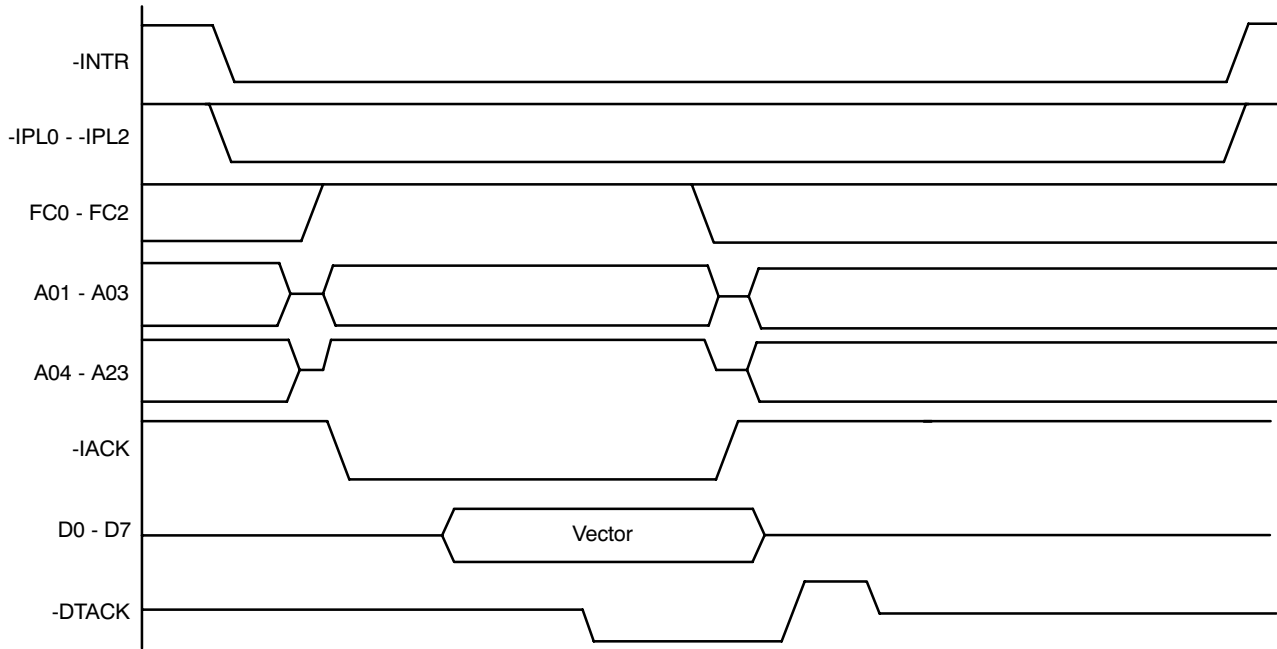 -INTR
-IPL0 - -IPL2
FC0 - FC2
A01 - A03
A04 - A23
-IACK
D0 - D7
Vector
-DTACK